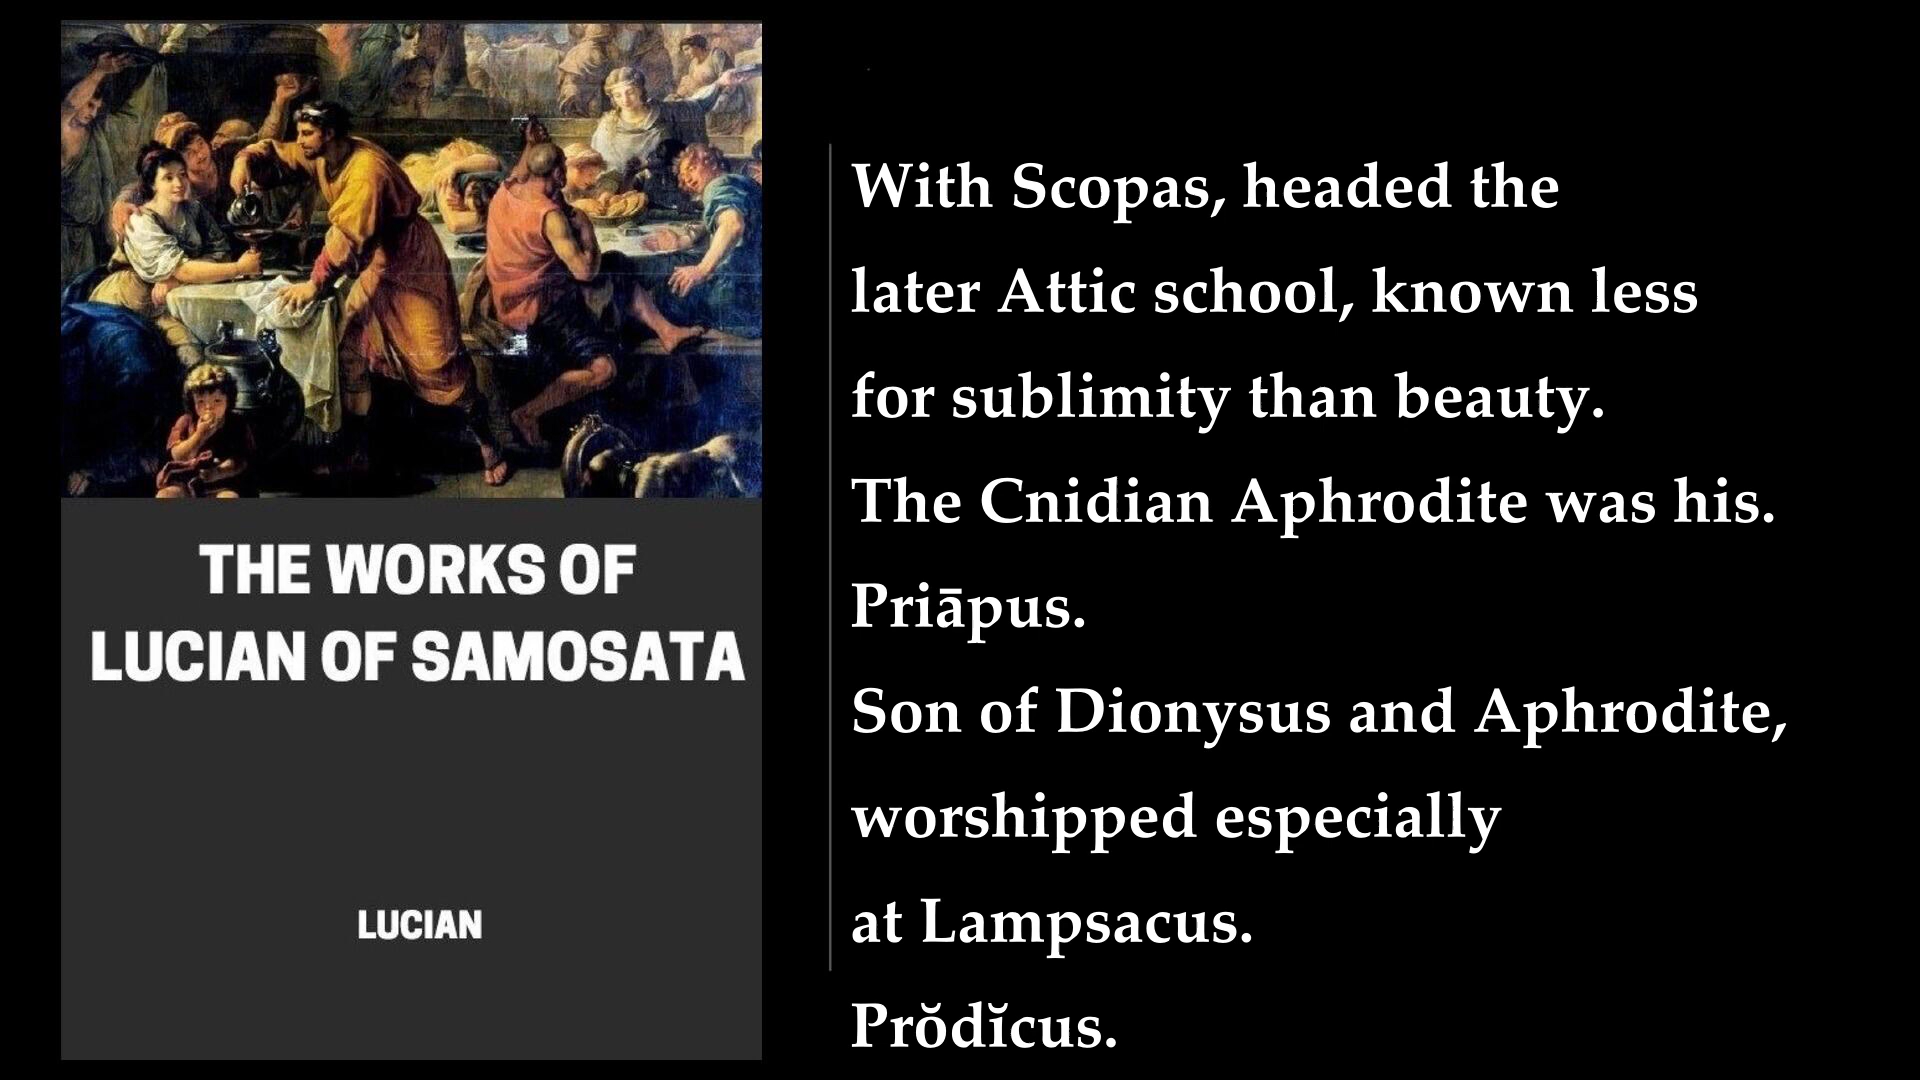 THE WORKS OF
LUCIAN OF SAMOSATA
LUCIAN
With Scopas, headed the
later Attic school, known less
for sublimity than beauty.
The Cnidian Aphrodite was his.
Priāpus.
Son of Dionysus and Aphrodite,
worshipped especially
at Lampsacus.
Prŏdĭcus.